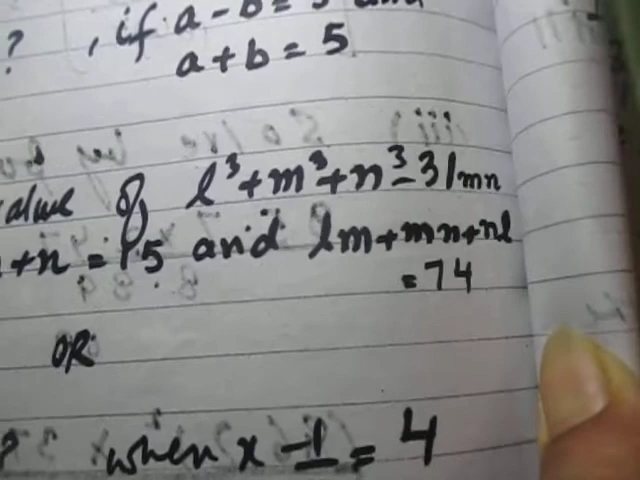 ? , if a - b = 3 and
a + b = 5
value of l³ + m³ + n³ - 3lmn
+ n = 15 and lm + mn + nl
= 74
OR
? when x - 1 = 4